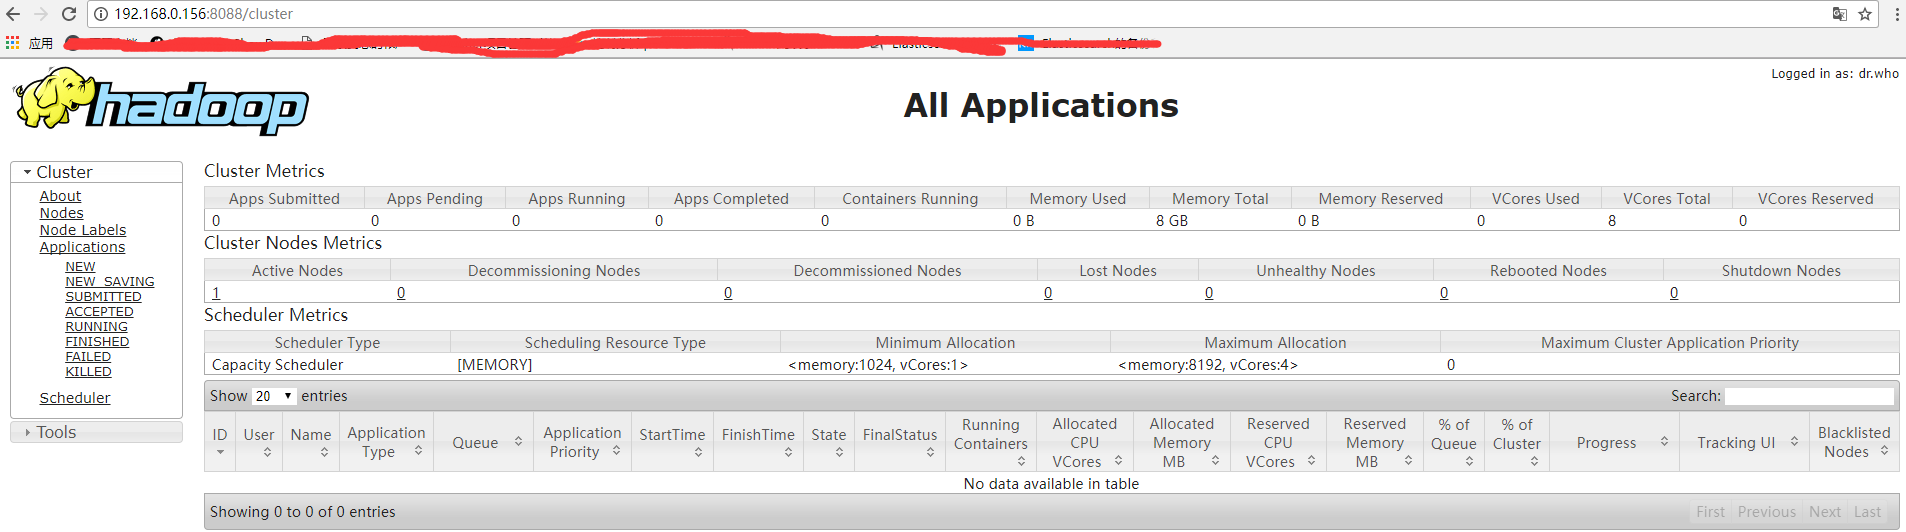 192.168.0.156:8088/cluster
应用
Logged in as: dr.who
hadoop
All Applications
Cluster
About
Nodes
Node Labels
Applications
NEW
NEW_SAVING
SUBMITTED
ACCEPTED
RUNNING
FINISHED
FAILED
KILLED
Scheduler
Tools
Cluster Metrics
Apps Submitted Apps Pending Apps Running Apps Completed Containers Running Memory Used Memory Total Memory Reserved VCores Used VCores Total VCores Reserved
0 0 0 0 0 0 B 8 GB 0 B 0 8 0
Cluster Nodes Metrics
Active Nodes Decommissioning Nodes Decommissioned Nodes Lost Nodes Unhealthy Nodes Rebooted Nodes Shutdown Nodes
1 0 0 0 0 0 0
Scheduler Metrics
Scheduler Type Scheduling Resource Type Minimum Allocation Maximum Allocation Maximum Cluster Application Priority
Capacity Scheduler [MEMORY] <memory:1024, vCores:1> <memory:8192, vCores:4> 0
Show 20 entries Search:
ID User Name Application Type Queue Application Priority StartTime FinishTime State FinalStatus Running Containers Allocated CPU VCores Allocated Memory MB Reserved CPU VCores Reserved Memory MB % of Queue % of Cluster Progress Tracking UI Blacklisted Nodes
No data available in table
Showing 0 to 0 of 0 entries First Previous Next Last